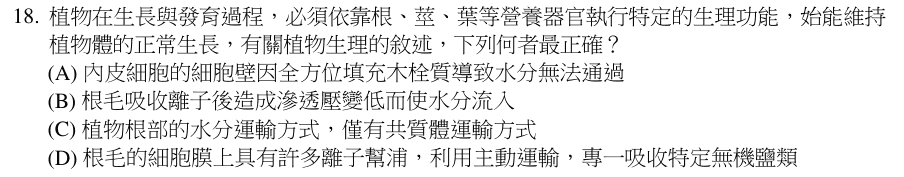 18. 植物在生長與發育過程，必須依靠根、莖、葉等營養器官執行特定的生理功能，始能維持
植物體的正常生長，有關植物生理的敘述，下列何者最正確？
(A) 內皮細胞的細胞壁因全方位填充木栓質導致水分無法通過
(B) 根毛吸收離子後造成滲透壓變低而使水分流入
(C) 植物根部的水分運輸方式，僅有共質體運輸方式
(D) 根毛的細胞膜上具有許多離子幫浦，利用主動運輸，專一吸收特定無機鹽類